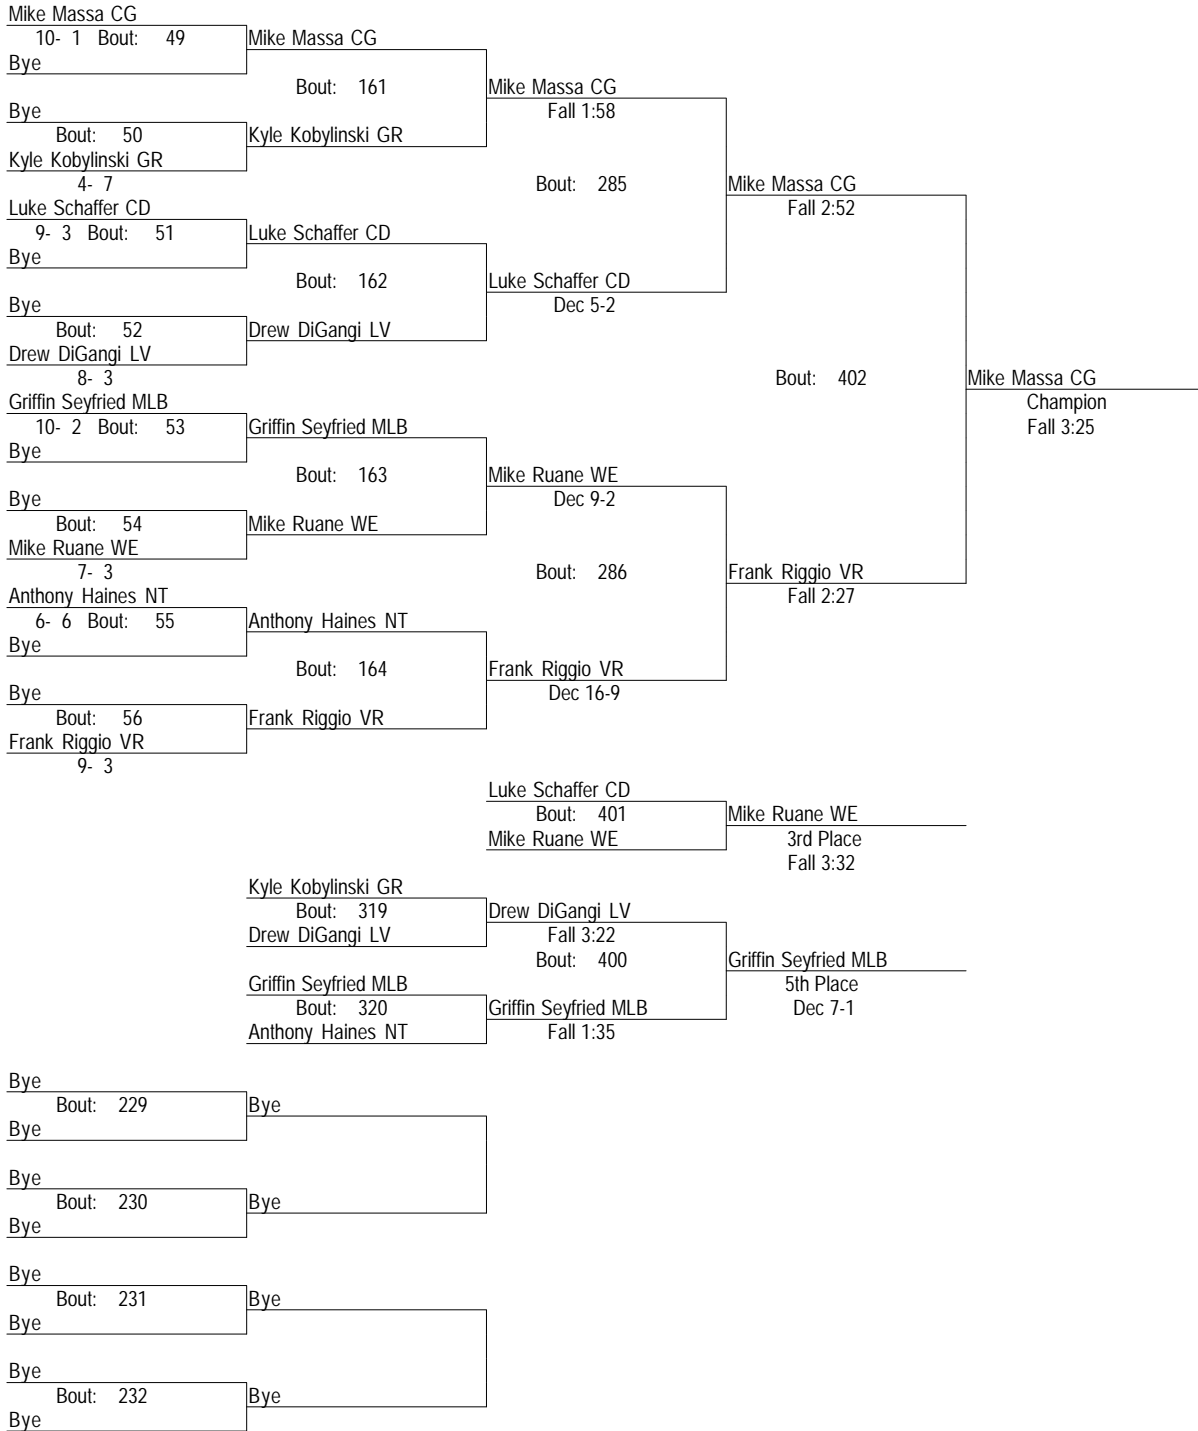 Mike Massa CG
10- 1 Bout: 49 Mike Massa CG
Bye
Bout: 161 Mike Massa CG
Bye Fall 1:58
Bout: 50 Kyle Kobylinski GR
Kyle Kobylinski GR
4- 7 Bout: 285 Mike Massa CG
Luke Schaffer CD Fall 2:52
9- 3 Bout: 51 Luke Schaffer CD
Bye
Bout: 162 Luke Schaffer CD
Bye Dec 5-2
Bout: 52 Drew DiGangi LV
Drew DiGangi LV
8- 3 Bout: 402 Mike Massa CG
Griffin Seyfried MLB Champion
10- 2 Bout: 53 Griffin Seyfried MLB Fall 3:25
Bye
Bout: 163 Mike Ruane WE
Bye Dec 9-2
Bout: 54 Mike Ruane WE
Mike Ruane WE
7- 3 Bout: 286 Frank Riggio VR
Anthony Haines NT Fall 2:27
6- 6 Bout: 55 Anthony Haines NT
Bye
Bout: 164 Frank Riggio VR
Bye Dec 16-9
Bout: 56 Frank Riggio VR
Frank Riggio VR
9- 3
Luke Schaffer CD
Bout: 401 Mike Ruane WE
Mike Ruane WE 3rd Place
Fall 3:32
Kyle Kobylinski GR
Bout: 319 Drew DiGangi LV
Drew DiGangi LV Fall 3:22
Bout: 400 Griffin Seyfried MLB
Griffin Seyfried MLB 5th Place
Bout: 320 Griffin Seyfried MLB Dec 7-1
Anthony Haines NT Fall 1:35
Bye
Bout: 229 Bye
Bye
Bye
Bout: 230 Bye
Bye
Bye
Bout: 231 Bye
Bye
Bye
Bout: 232 Bye
Bye